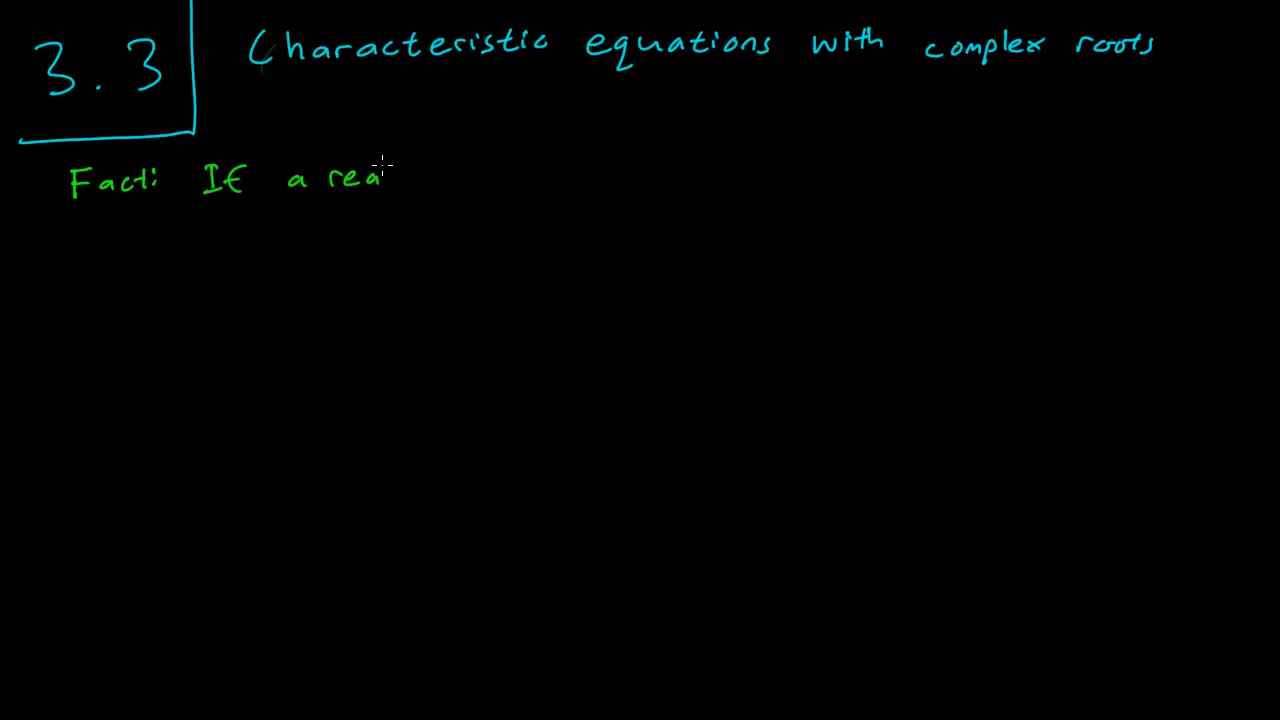 3.3 Characteristic equations with complex roots
Fact: If a rea